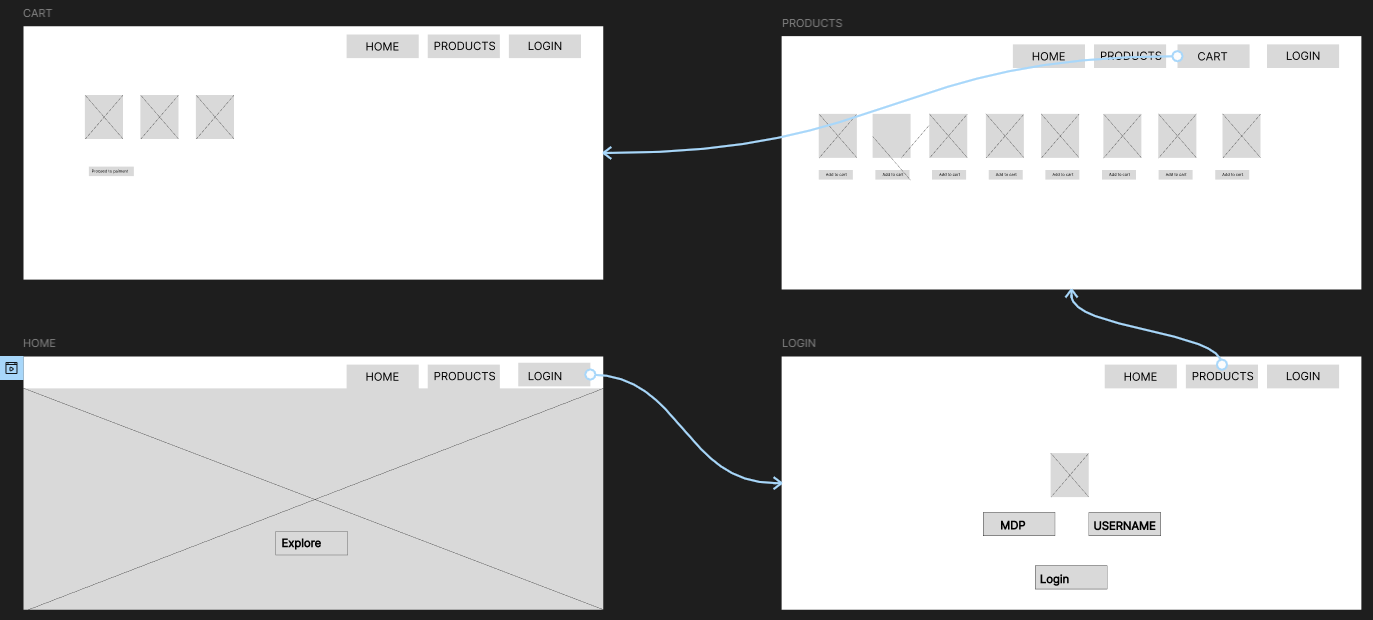 CART
HOME PRODUCTS LOGIN
Proceed to paiment
PRODUCTS
HOME PRODUCTS CART LOGIN
Add to cart Add to cart Add to cart Add to cart Add to cart Add to cart Add to cart Add to cart
HOME
HOME PRODUCTS LOGIN
Explore
LOGIN
HOME PRODUCTS LOGIN
MDP USERNAME
Login